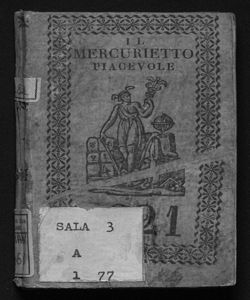 IL
MERCURIETTO
PIACEVOLE
21
SALA 3
A
1 77